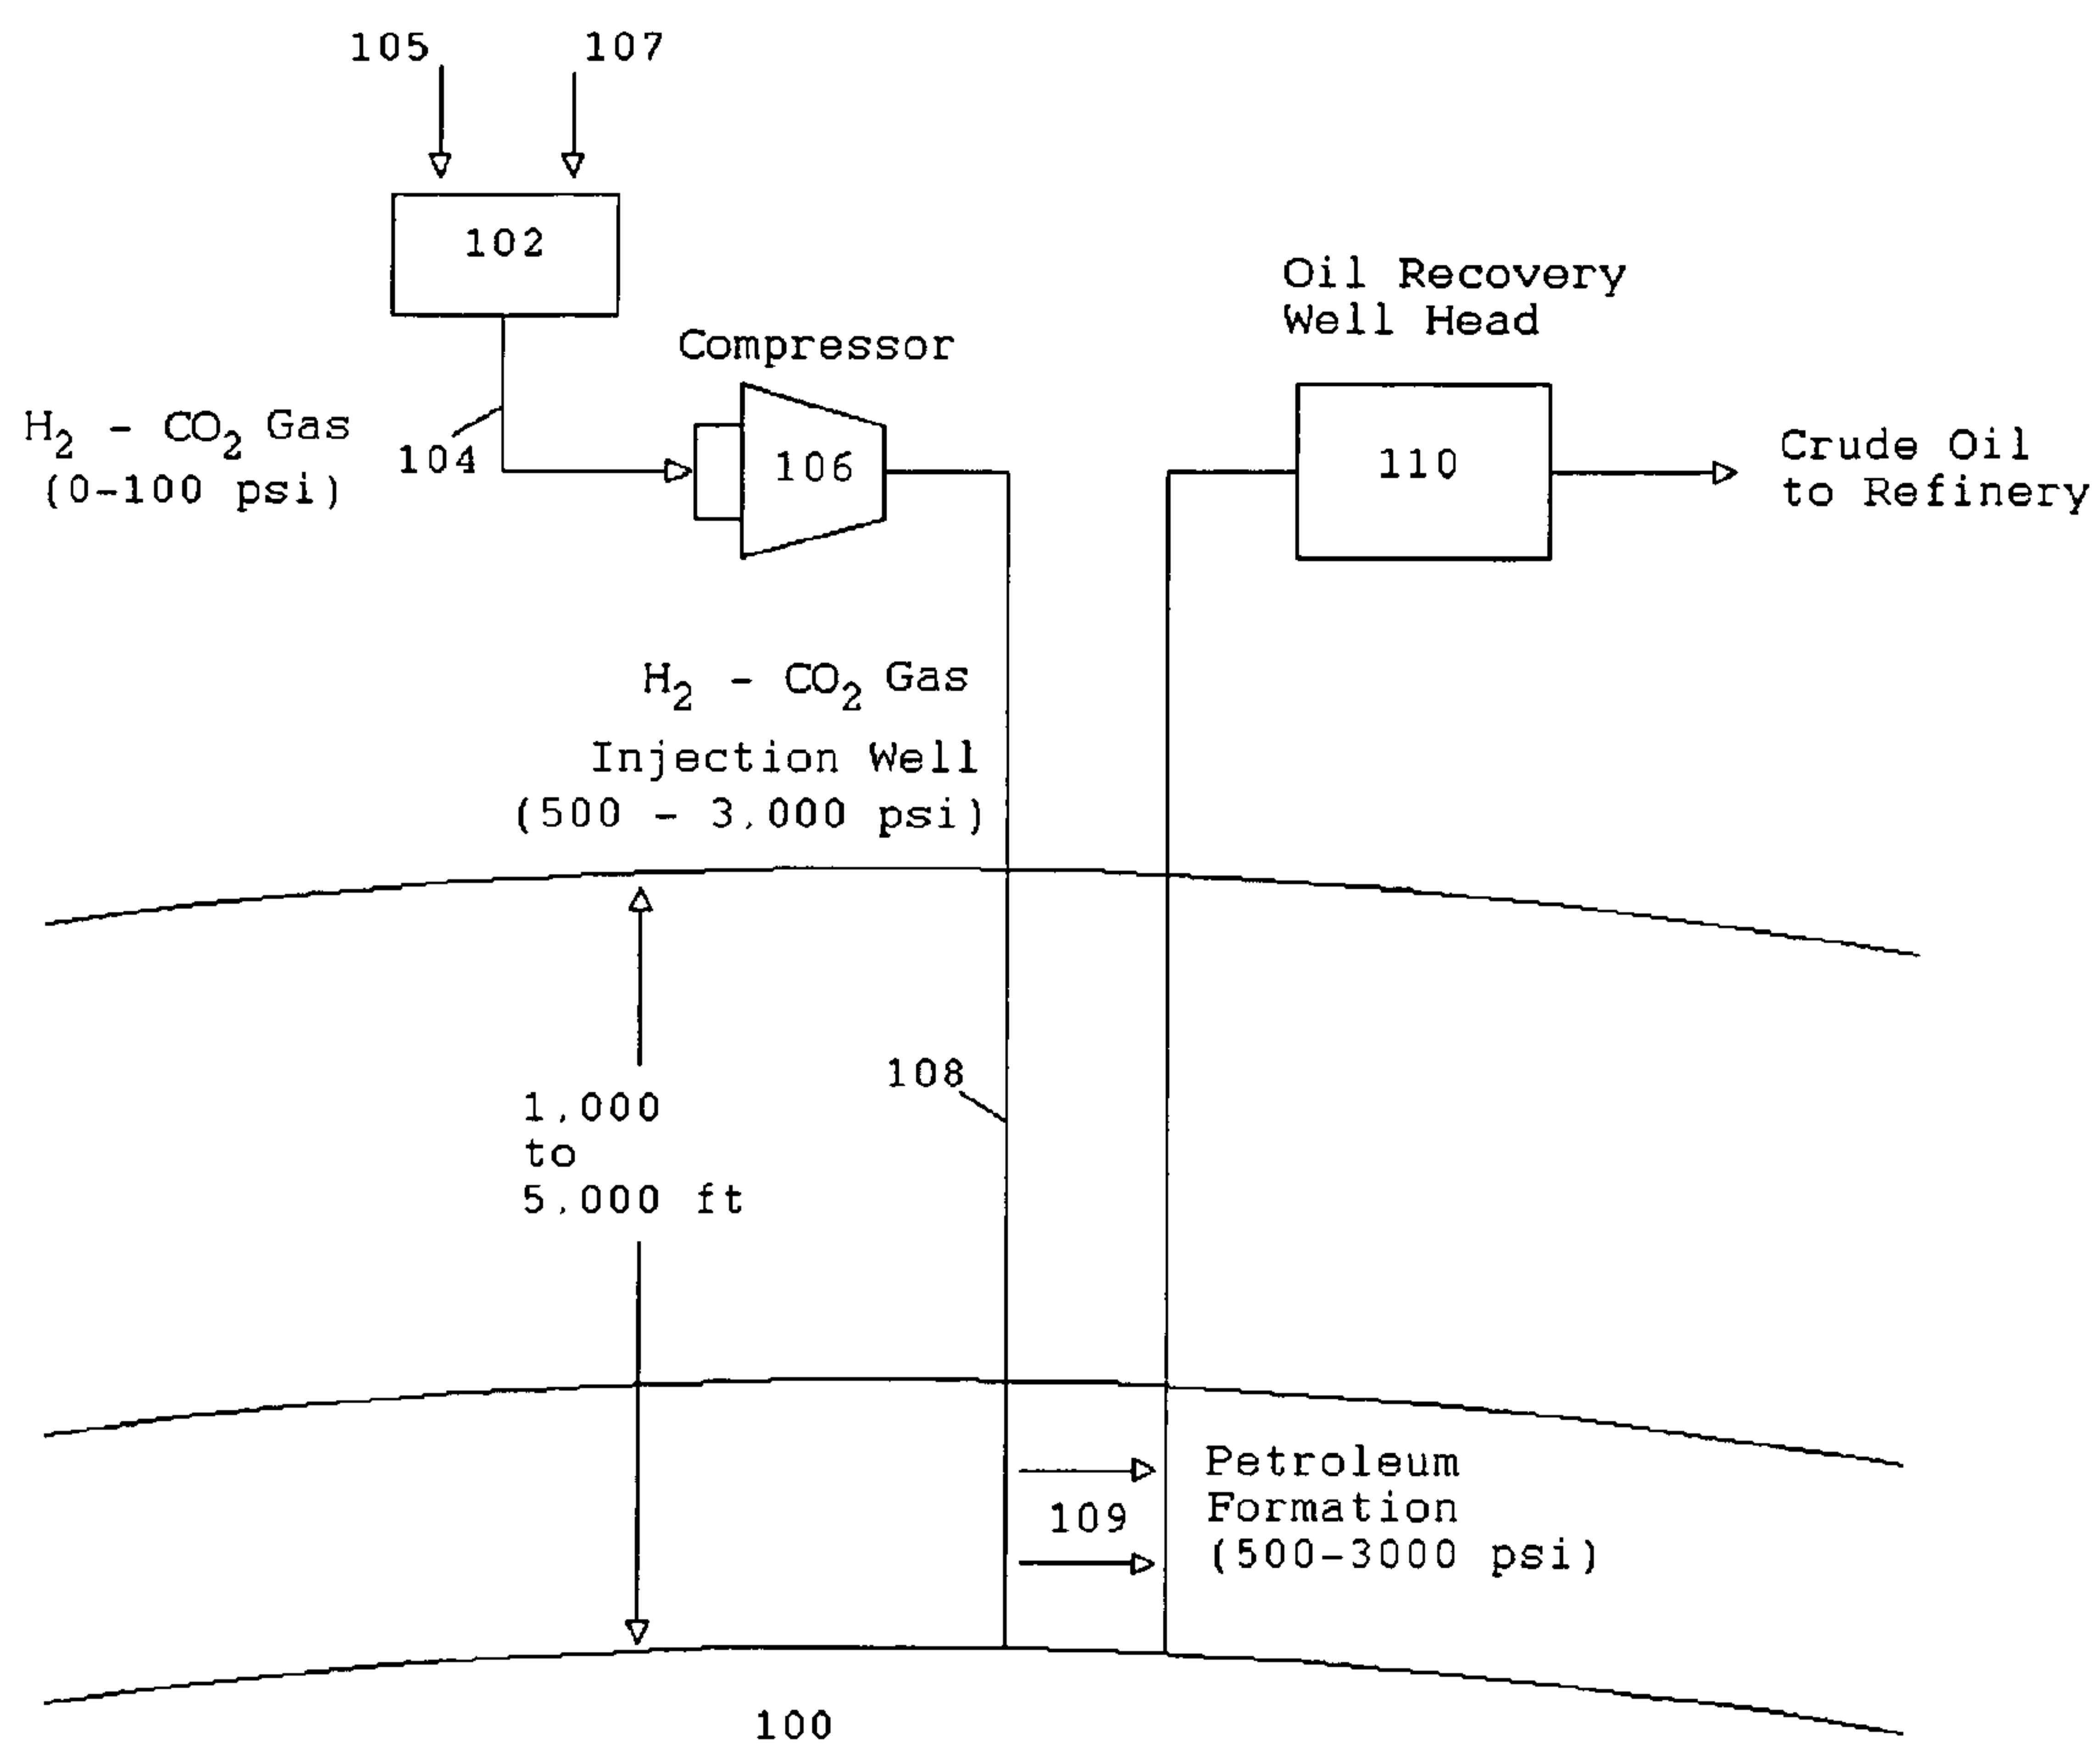 105
107
102
Oil Recovery
Well Head
Compressor
H₂ - CO₂ Gas
(0-100 psi)
104
106
110
Crude Oil
to Refinery
H₂ - CO₂ Gas
Injection Well
(500 - 3,000 psi)
108
1,000
to
5,000 ft
Petroleum
Formation
(500-3000 psi)
109
100